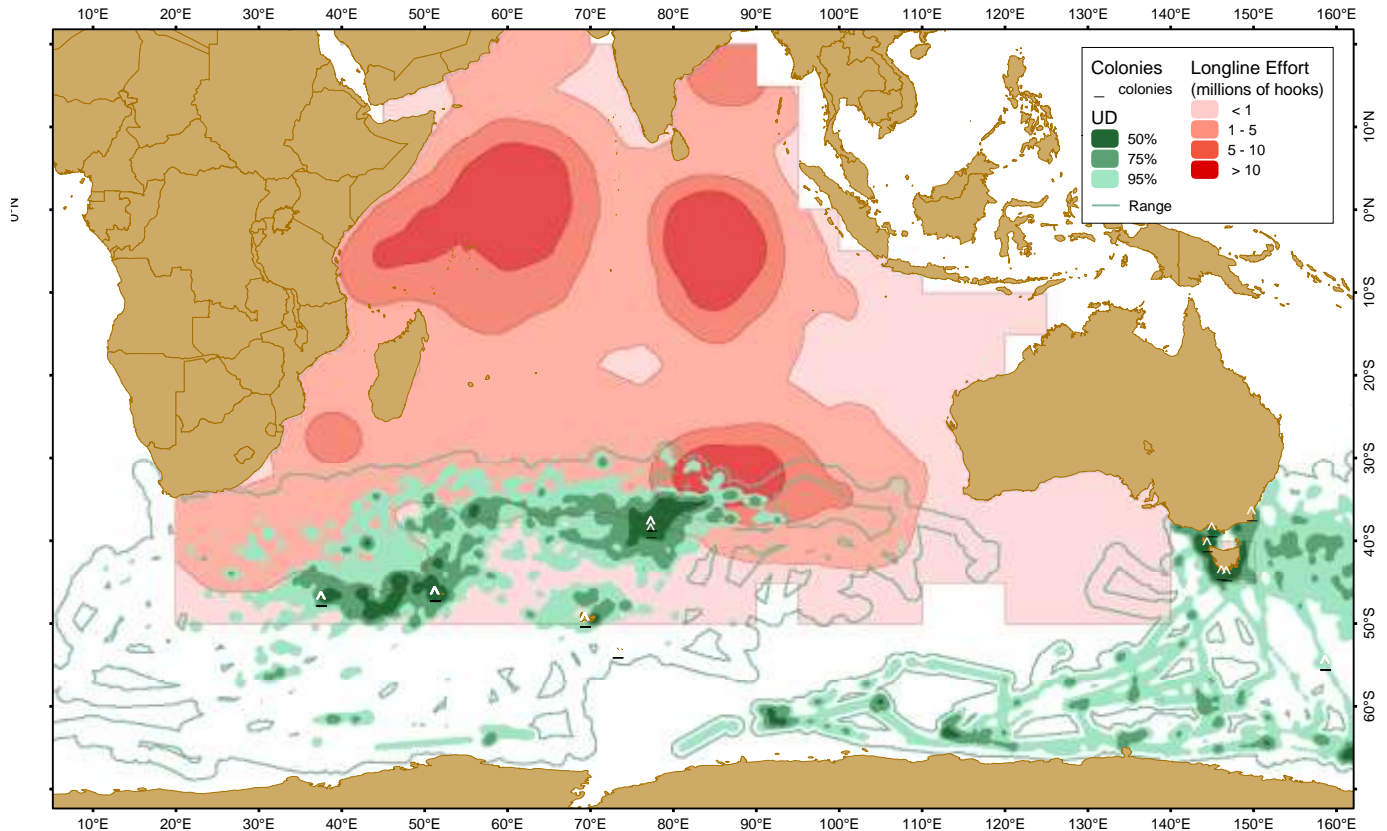 10°E 20°E 30°E 40°E 50°E 60°E 70°E 80°E 90°E 100°E 110°E 120°E 130°E 140°E 150°E 160°E
Colonies
_ colonies
UD
50%
75%
95%
Range
Longline Effort
(millions of hooks)
< 1
1 - 5
5 - 10
> 10
0°N
10°N
0°N
10°S
20°S
30°S
40°S
50°S
60°S
10°E 20°E 30°E 40°E 50°E 60°E 70°E 80°E 90°E 100°E 110°E 120°E 130°E 140°E 150°E 160°E